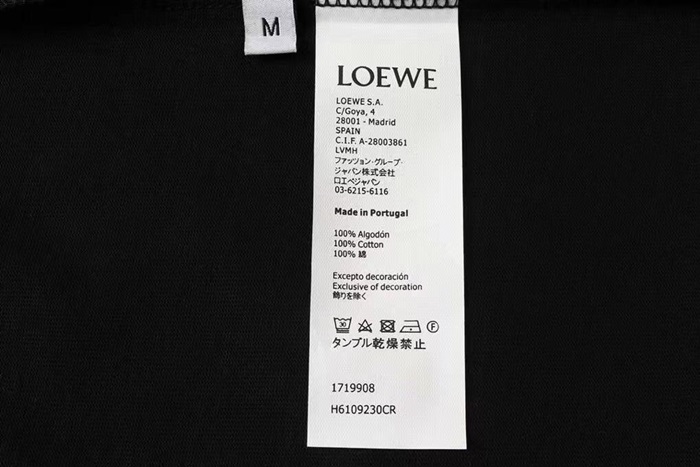 M
LOEWE
LOEWE S.A.
C/Goya, 4
28001 - Madrid
SPAIN
C.I.F. A-28003861
LVMH
ファッション・グループ・
ジャパン株式会社
ロエベジャパン
03-6215-6116
Made in Portugal
100% Algodón
100% Cotton
100% 綿
Excepto decoración
Exclusive of decoration
飾りを除く
30
F
タンブル乾燥禁止
1719908
H6109230CR